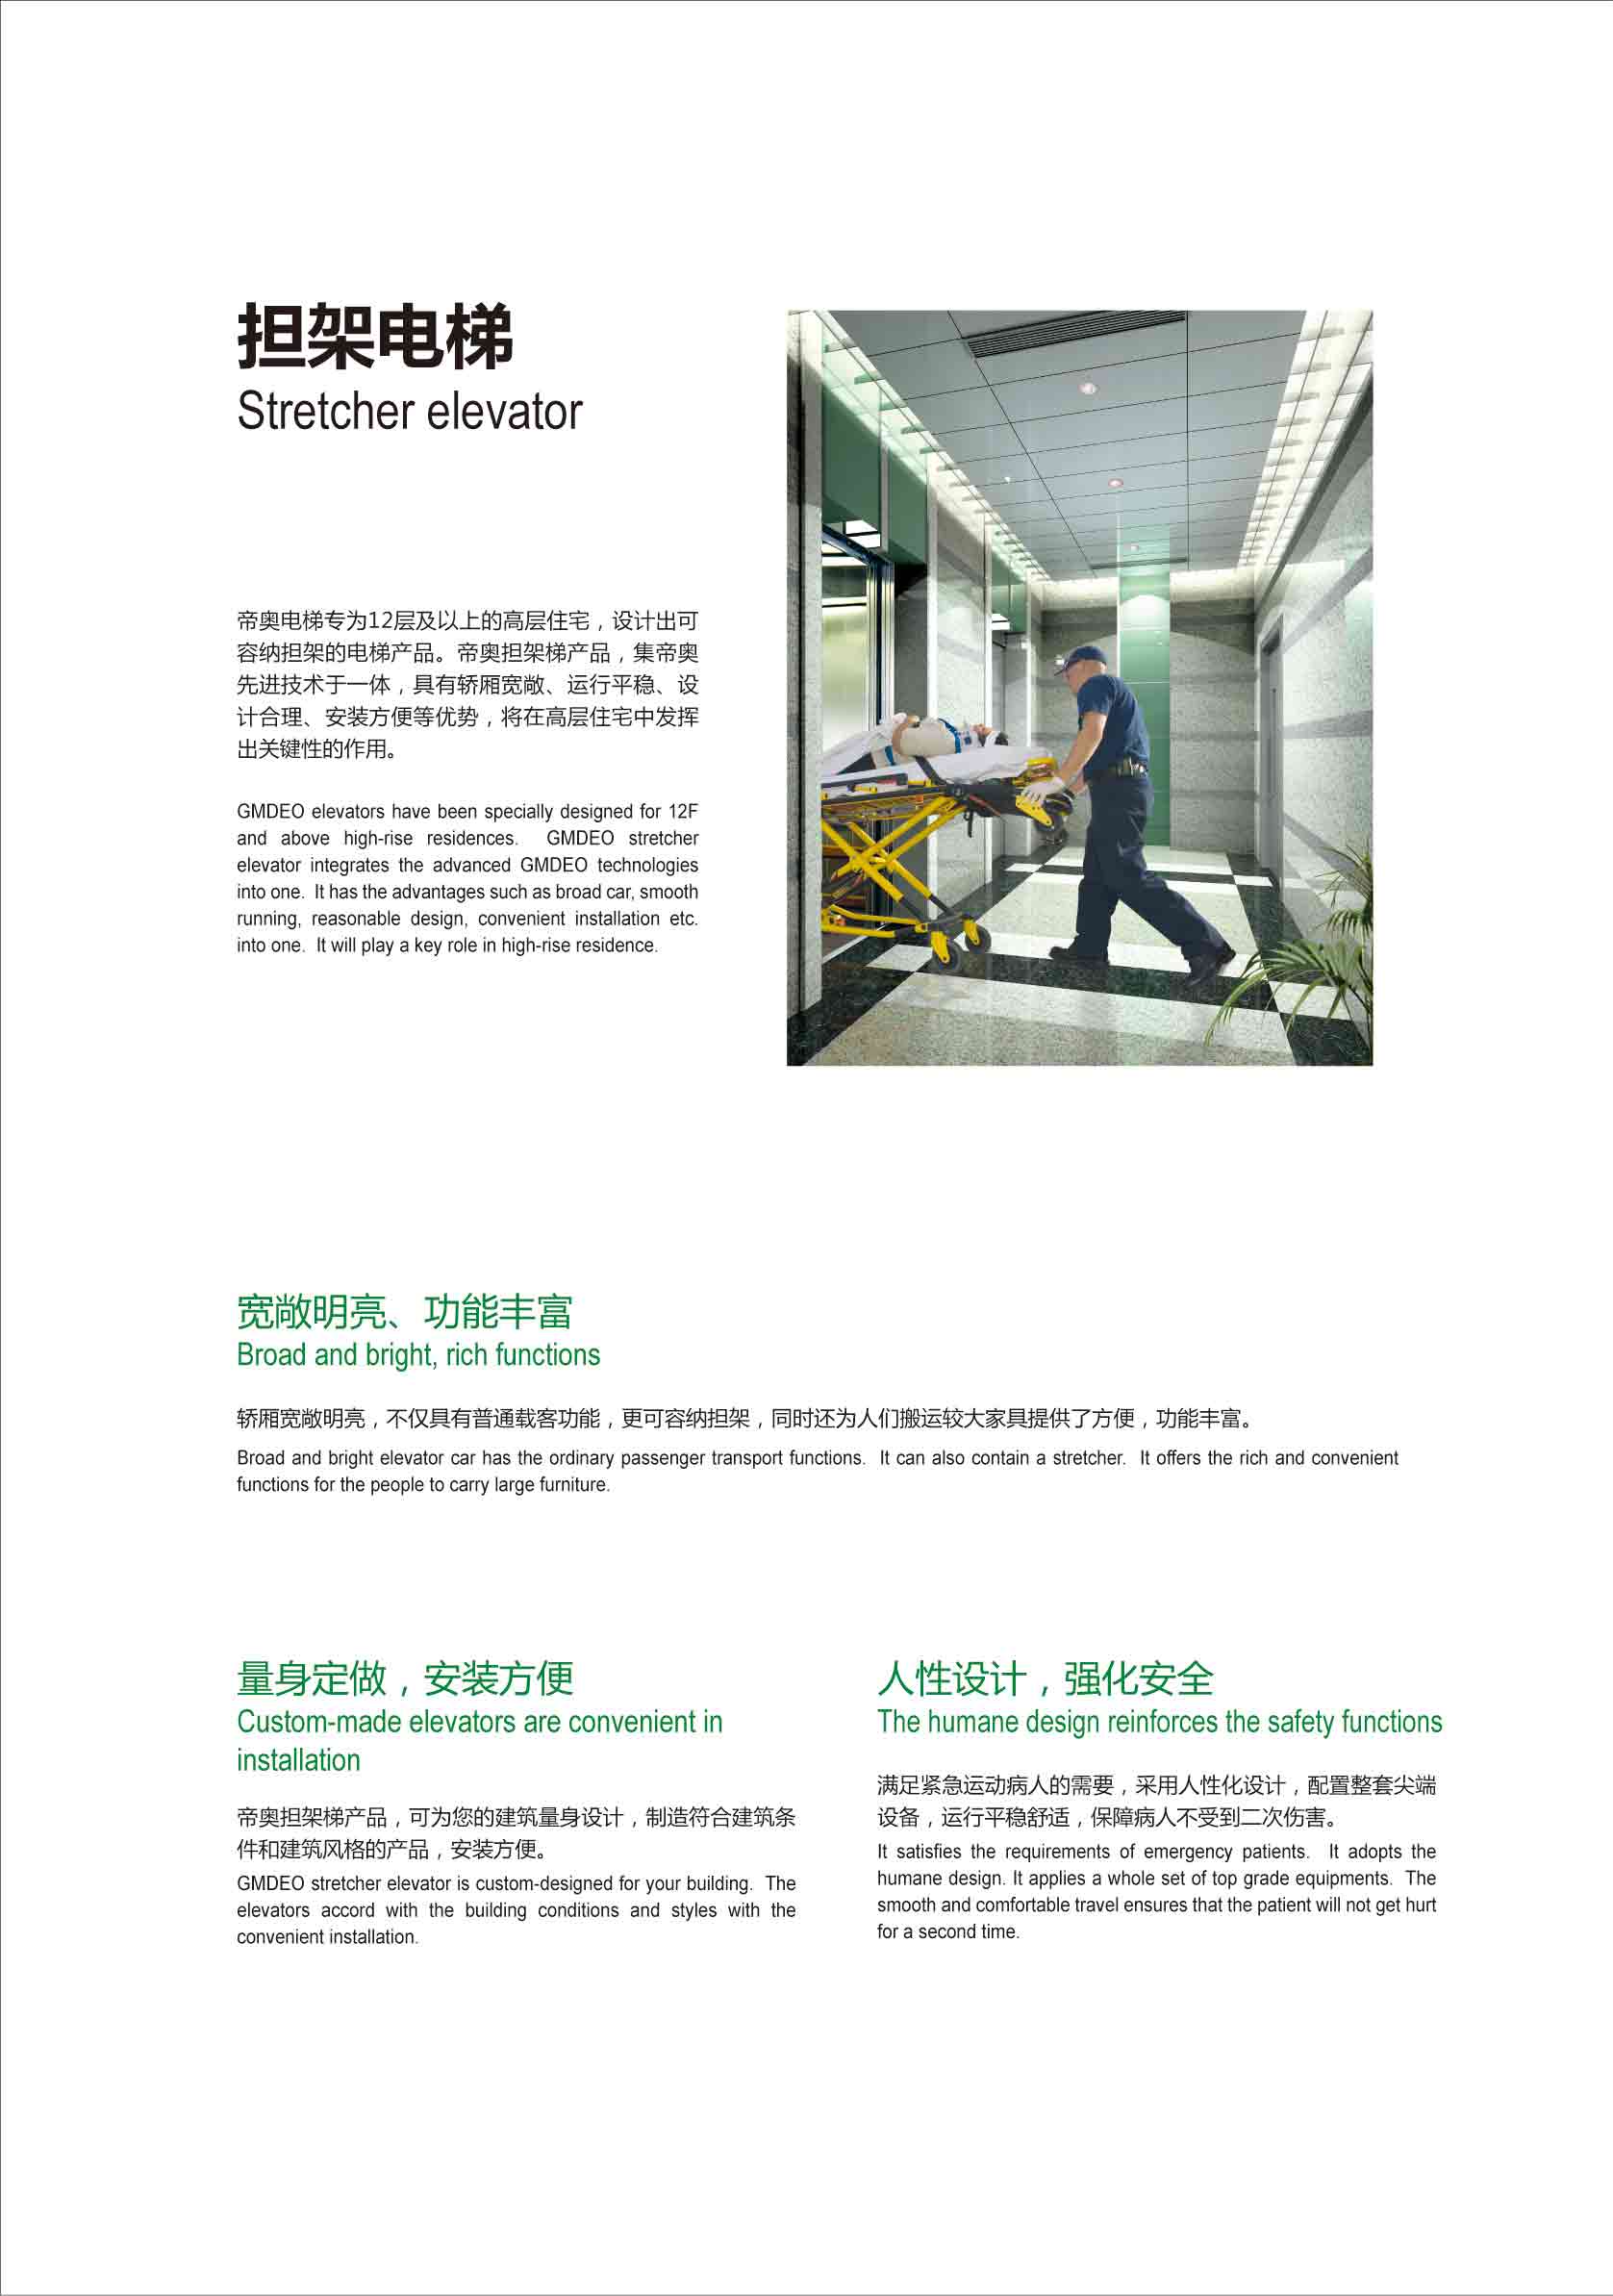 担架电梯
Stretcher elevator
帝奥电梯专为12层及以上的高层住宅，设计出可
容纳担架的电梯产品。帝奥担架梯产品，集帝奥
先进技术于一体，具有轿厢宽敞、运行平稳、设
计合理、安装方便等优势，将在高层住宅中发挥
出关键性的作用。
GMDEO elevators have been specially designed for 12F
and above high-rise residences. GMDEO stretcher
elevator integrates the advanced GMDEO technologies
into one. It has the advantages such as broad car, smooth
running, reasonable design, convenient installation etc.
into one. It will play a key role in high-rise residence.
宽敞明亮、功能丰富
Broad and bright, rich functions
轿厢宽敞明亮，不仅具有普通载客功能，更可容纳担架，同时还为人们搬运较大家具提供了方便，功能丰富。
Broad and bright elevator car has the ordinary passenger transport functions. It can also contain a stretcher. It offers the rich and convenient
functions for the people to carry large furniture.
量身定做，安装方便
Custom-made elevators are convenient in
installation
帝奥担架梯产品，可为您的建筑量身设计，制造符合建筑条
件和建筑风格的产品，安装方便。
GMDEO stretcher elevator is custom-designed for your building. The
elevators accord with the building conditions and styles with the
convenient installation.
人性设计，强化安全
The humane design reinforces the safety functions
满足紧急运动病人的需要，采用人性化设计，配置整套尖端
设备，运行平稳舒适，保障病人不受到二次伤害。
It satisfies the requirements of emergency patients. It adopts the
humane design. It applies a whole set of top grade equipments. The
smooth and comfortable travel ensures that the patient will not get hurt
for a second time.